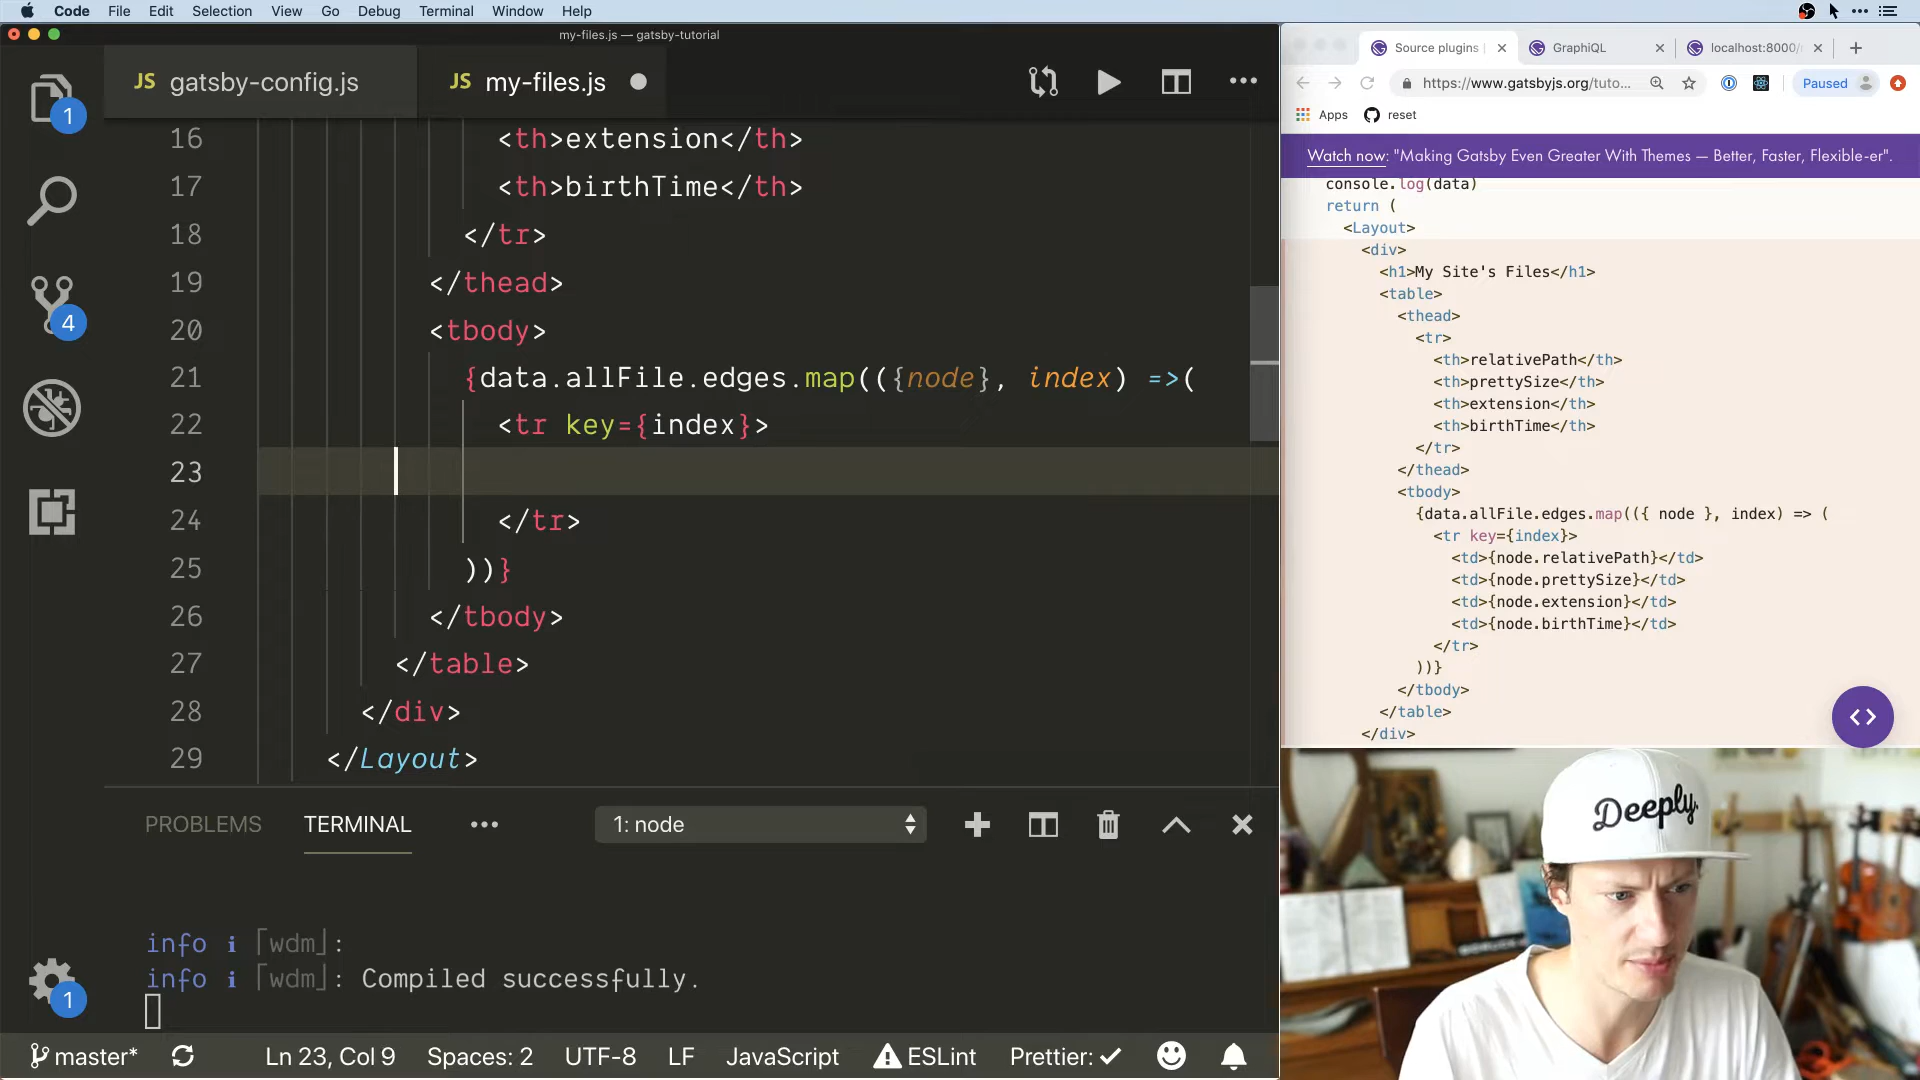 Code File Edit Selection View Go Debug Terminal Window Help
my-files.js — gatsby-tutorial
JS gatsby-config.js
JS my-files.js
1
4
1
16 <th>extension</th>
17 <th>birthTime</th>
18 </tr>
19 </thead>
20 <tbody>
21 {data.allFile.edges.map(({node}, index) =>(
22 <tr key={index}>
23
24 </tr>
25 ))}
26 </tbody>
27 </table>
28 </div>
29 </Layout>
PROBLEMS TERMINAL ••• 1: node
info i ⌈wdm⌋:
info i ⌈wdm⌋: Compiled successfully.
master* Ln 23, Col 9 Spaces: 2 UTF-8 LF JavaScript ESLint Prettier: ✓
Source plugins
GraphiQL
localhost:8000/
https://www.gatsbyjs.org/tuto...
Paused
Apps reset
Watch now: "Making Gatsby Even Greater With Themes — Better, Faster, Flexible-er".
console.log(data)
return (
<Layout>
<div>
<h1>My Site's Files</h1>
<table>
<thead>
<tr>
<th>relativePath</th>
<th>prettySize</th>
<th>extension</th>
<th>birthTime</th>
</tr>
</thead>
<tbody>
{data.allFile.edges.map(({ node }, index) => (
<tr key={index}>
<td>{node.relativePath}</td>
<td>{node.prettySize}</td>
<td>{node.extension}</td>
<td>{node.birthTime}</td>
</tr>
))}
</tbody>
</table>
</div>
<>
Deeply.